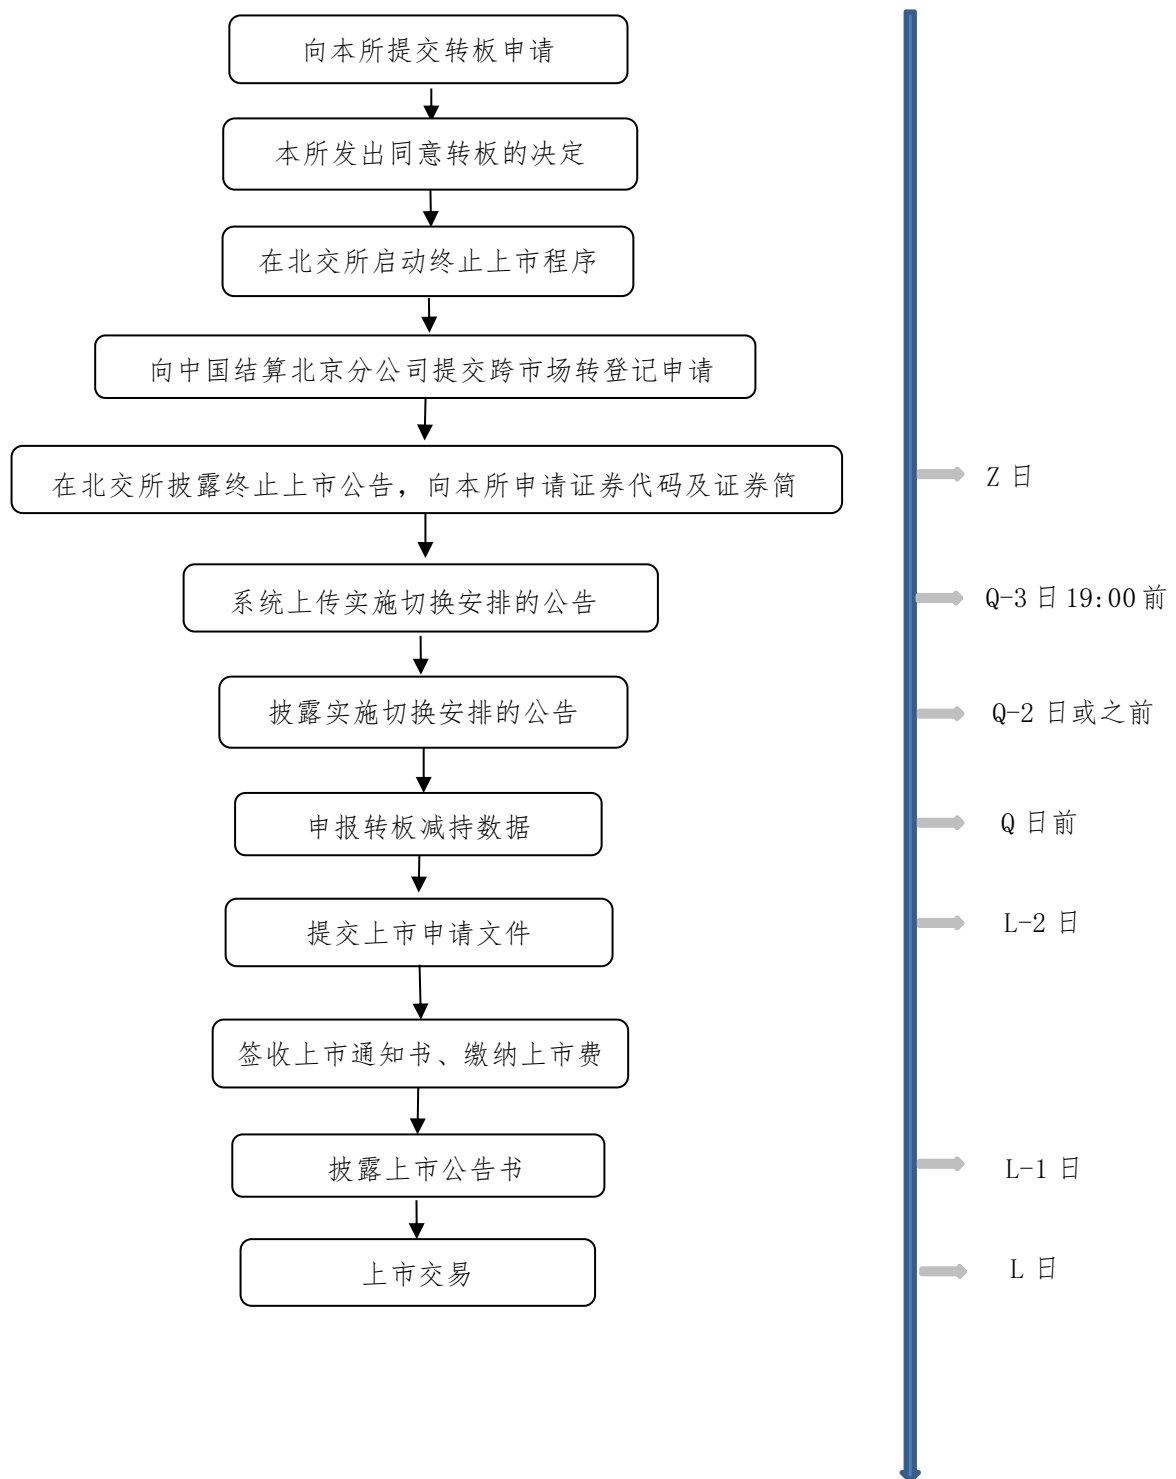 向本所提交转板申请
本所发出同意转板的决定
在北交所启动终止上市程序
向中国结算北京分公司提交跨市场转登记申请
在北交所披露终止上市公告，向本所申请证券代码及证券简
Z 日
系统上传实施切换安排的公告
Q-3 日 19:00 前
披露实施切换安排的公告
Q-2 日或之前
申报转板减持数据
Q 日前
提交上市申请文件
L-2 日
签收上市通知书、缴纳上市费
披露上市公告书
L-1 日
上市交易
L 日